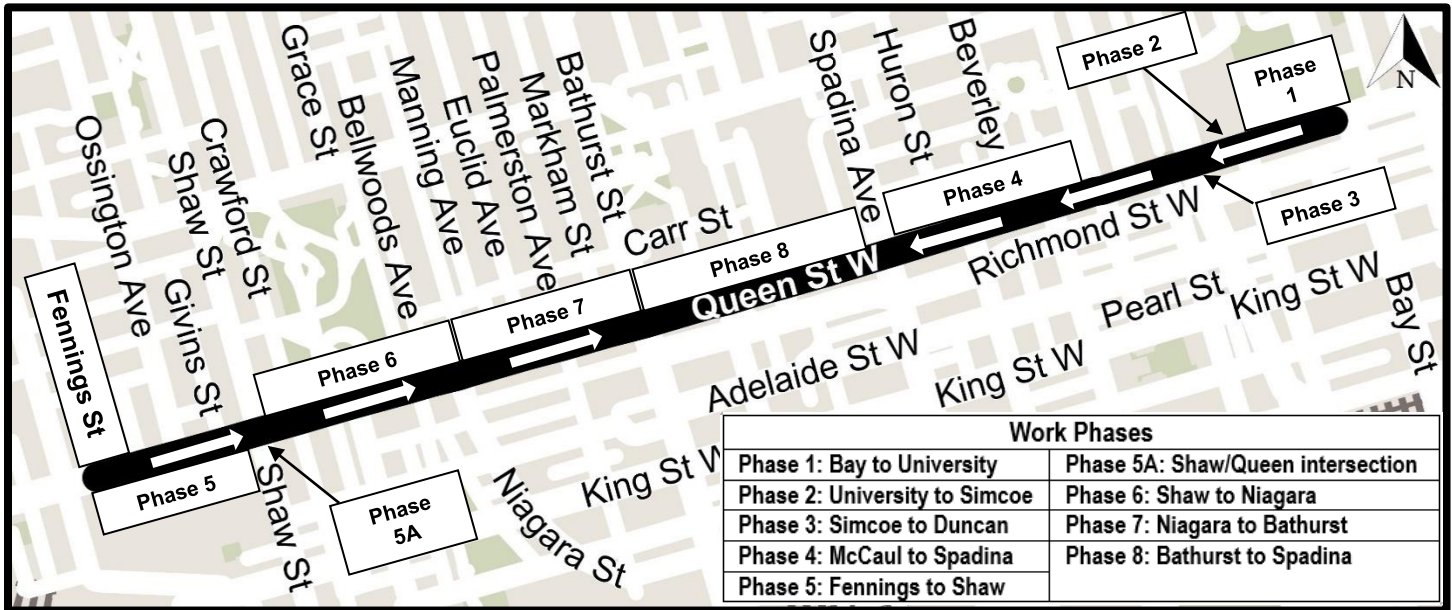 Phase 2
Phase
1
N
Phase 3
Phase 4
Beverley
Huron St
Spadina Ave
Phase 8
Carr St
Bathurst St
Markham St
Palmerston Ave
Euclid Ave
Manning Ave
Bellwoods Ave
Grace St
Crawford St
Shaw St
Givins St
Ossington Ave
Fennings St
Phase 7
Phase 6
Phase 5
Phase
5A
Shaw St
Niagara St
Queen St W
Richmond St W
Adelaide St W
Pearl St
King St W
King St W
King St W
Bay St
Work Phases
Phase 1: Bay to University
Phase 5A: Shaw/Queen intersection
Phase 2: University to Simcoe
Phase 6: Shaw to Niagara
Phase 3: Simcoe to Duncan
Phase 7: Niagara to Bathurst
Phase 4: McCaul to Spadina
Phase 8: Bathurst to Spadina
Phase 5: Fennings to Shaw